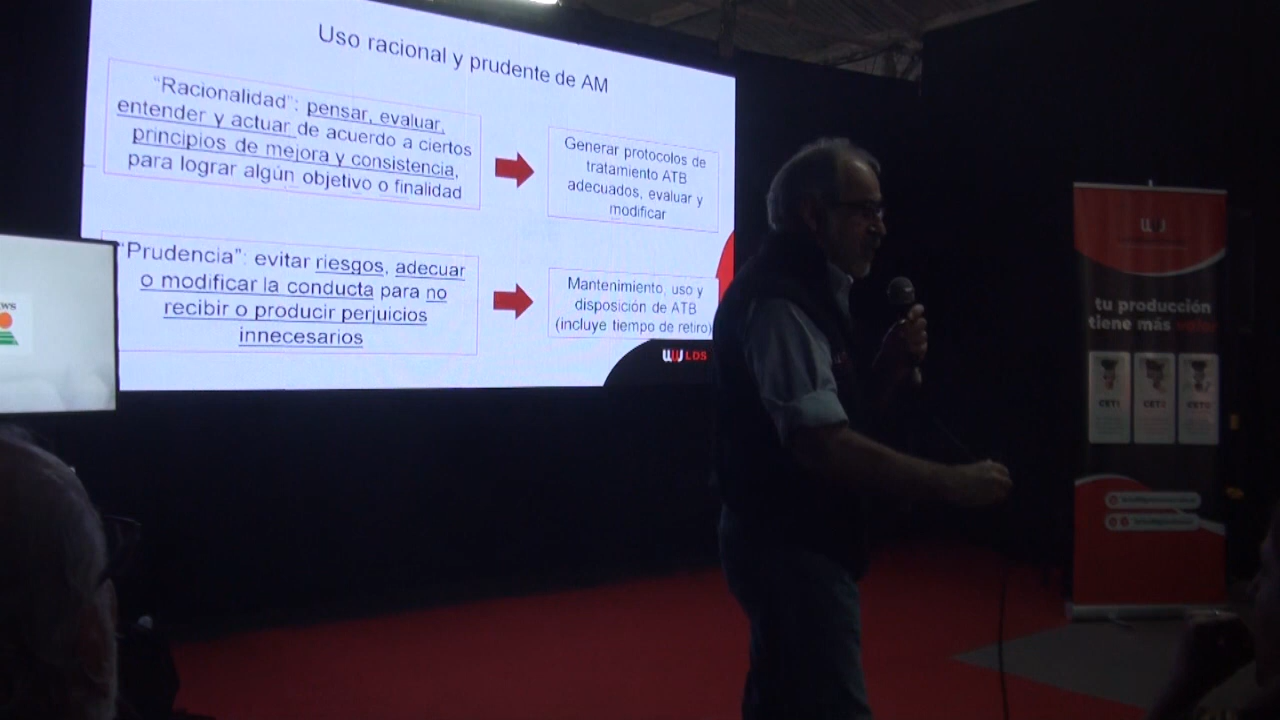 Uso racional y prudente de AM
“Racionalidad”: pensar, evaluar,
entender y actuar de acuerdo a ciertos
principios de mejora y consistencia,
para lograr algún objetivo o finalidad
Generar protocolos de
tratamiento ATB
adecuados, evaluar y
modificar
“Prudencia”: evitar riesgos, adecuar
o modificar la conducta para no
recibir o producir perjuicios
innecesarios
Mantenimiento, uso y
disposición de ATB
(incluye tiempo de retiro)
LDS
tu producción
tiene más valor
CET1